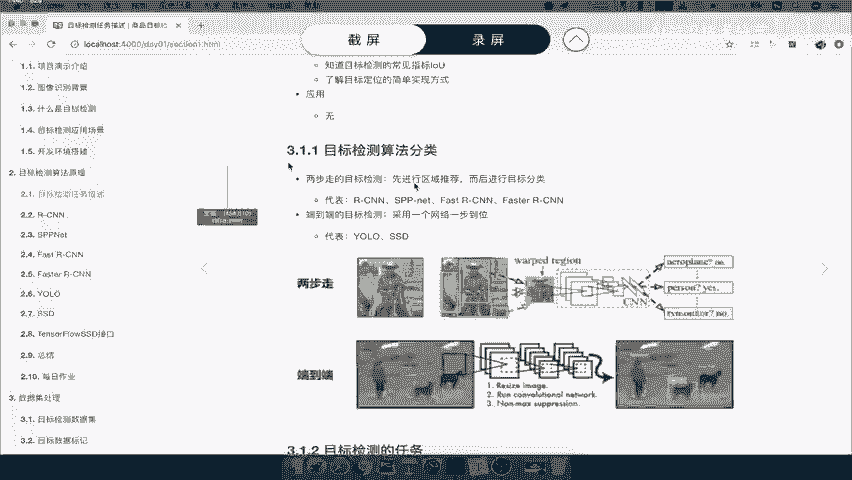 目标检测任务描述 | 商品目标检
localhost:4000/day01/section1.html
截屏
录屏
1.1. 项目演示介绍
1.2. 图像识别背景
1.3. 什么是目标检测
1.4. 目标检测应用场景
1.5. 开发环境搭建
2. 目标检测算法原理
2.1. 目标检测任务描述
2.2. R-CNN
2.3. SPPNet
2.4. Fast R-CNN
2.5. Faster R-CNN
2.6. YOLO
2.7. SSD
2.8. TensorFlowSSD接口
2.9. 总结
2.10. 每日作业
3. 数据集处理
3.1. 目标检测数据集
3.2. 目标数据标记
知道目标检测的常见指标IoU
了解目标定位的简单实现方式
应用
无
3.1.1 目标检测算法分类
两步走的目标检测：先进行区域推荐，而后进行目标分类
代表：R-CNN、SPP-net、Fast R-CNN、Faster R-CNN
端到端的目标检测：采用一个网络一步到位
代表：YOLO、SSD
两步走
warped region
CNN
aeroplane? no.
person? yes.
tvmonitor? no.
端到端
1. Resize image.
2. Run convolutional network.
3. Non-max suppression.
3.1.2 目标检测的任务